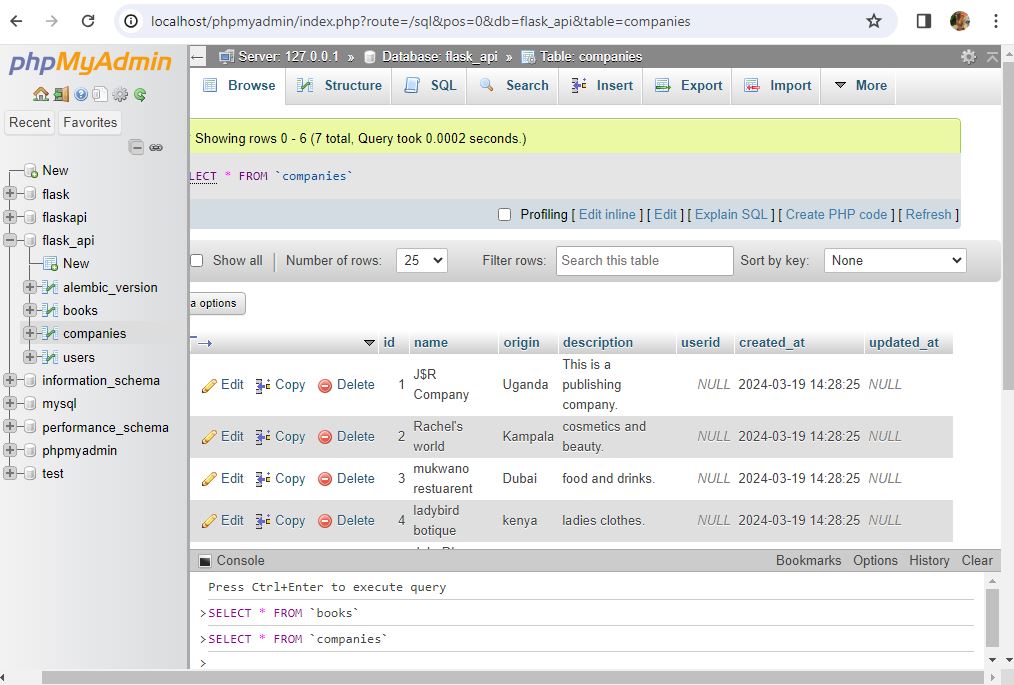 localhost/phpmyadmin/index.php?route=/sql&pos=0&db=flask_api&table=companies
phpMyAdmin
Recent Favorites
New
flask
flaskapi
flask_api
New
alembic_version
books
companies
users
information_schema
mysql
performance_schema
phpmyadmin
test
Server: 127.0.0.1 » Database: flask_api » Table: companies
Browse Structure SQL Search Insert Export Import More
Showing rows 0 - 6 (7 total, Query took 0.0002 seconds.)
LECT * FROM `companies`
Profiling [ Edit inline ] [ Edit ] [ Explain SQL ] [ Create PHP code ] [ Refresh ]
Show all Number of rows: 25 Filter rows: Search this table Sort by key: None
a options
id name origin description userid created_at updated_at
Edit Copy Delete 1 J$R Company Uganda This is a publishing company. NULL 2024-03-19 14:28:25 NULL
Edit Copy Delete 2 Rachel's world Kampala cosmetics and beauty. NULL 2024-03-19 14:28:25 NULL
Edit Copy Delete 3 mukwano restuarent Dubai food and drinks. NULL 2024-03-19 14:28:25 NULL
Edit Copy Delete 4 ladybird botique kenya ladies clothes. NULL 2024-03-19 14:28:25 NULL
Console Bookmarks Options History Clear
Press Ctrl+Enter to execute query
>SELECT * FROM `books`
>SELECT * FROM `companies`
>